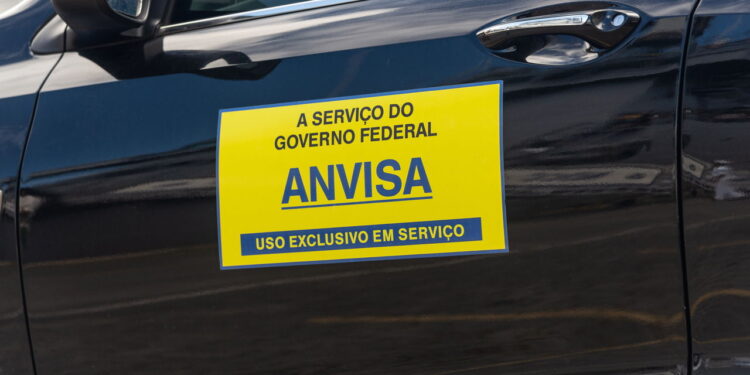 A SERVIÇO DO
GOVERNO FEDERAL
ANVISA
USO EXCLUSIVO EM SERVIÇO